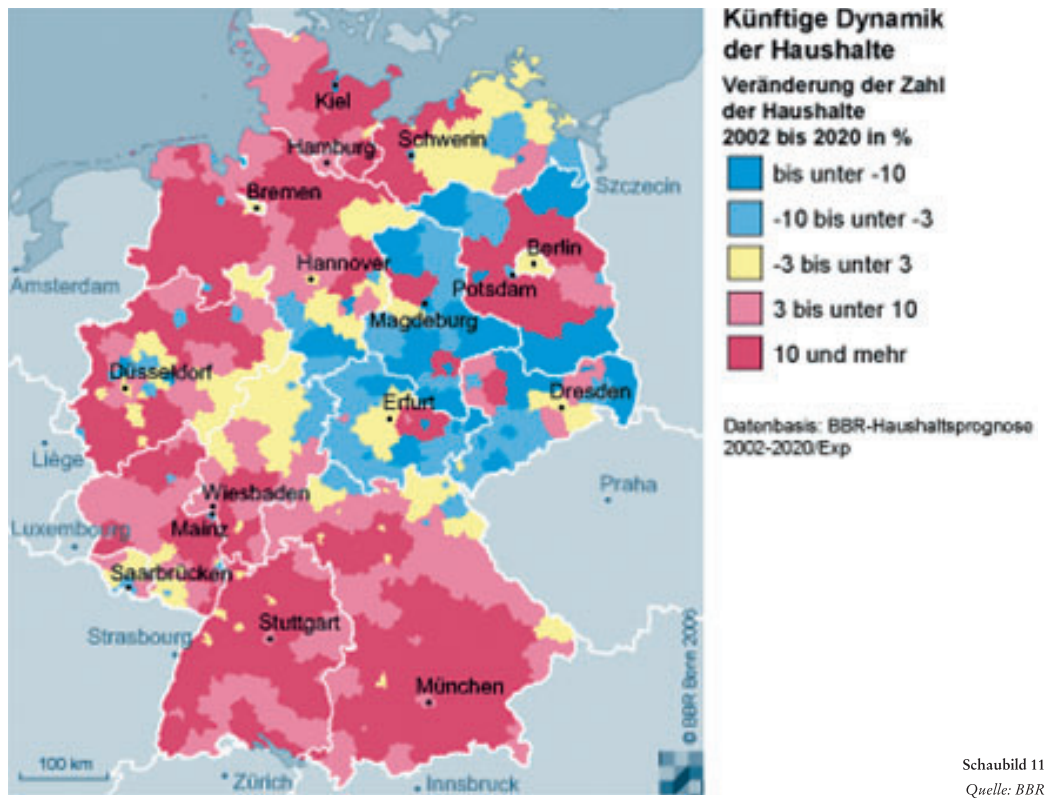 Künftige Dynamik
der Haushalte
Veränderung der Zahl
der Haushalte
2002 bis 2020 in %
bis unter -10
-10 bis unter -3
-3 bis unter 3
3 bis unter 10
10 und mehr
Datenbasis: BBR-Haushaltsprognose
2002-2020/Exp
Kiel
Hamburg
Schwerin
Szczecin
Bremen
Berlin
Hannover
Amsterdam
Potsdam
Magdeburg
Düsseldorf
Dresden
Erfurt
Liège
Praha
Wiesbaden
Luxembourg
Mainz
Saarbrücken
Stuttgart
Strasbourg
München
100 km
Zürich
Innsbruck
© BBR Bonn 2006
Schaubild 11
Quelle: BBR